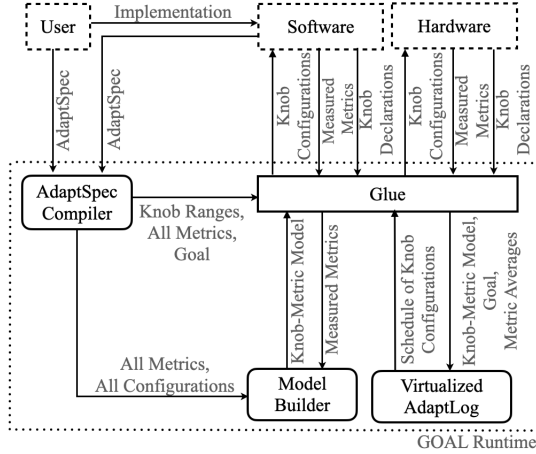 Implementation
User
Software
Hardware
AdaptSpec
AdaptSpec
Knob
Configurations
Measured
Metrics
Knob
Declarations
Knob
Configurations
Measured
Metrics
Knob
Declarations
AdaptSpec
Compiler
Glue
Knob Ranges,
All Metrics,
Goal
Knob-Metric Model
Measured Metrics
Schedule of Knob
Configurations
Knob-Metric Model,
Goal,
Metric Averages
All Metrics,
All Configurations
Model
Builder
Virtualized
AdaptLog
GOAL Runtime